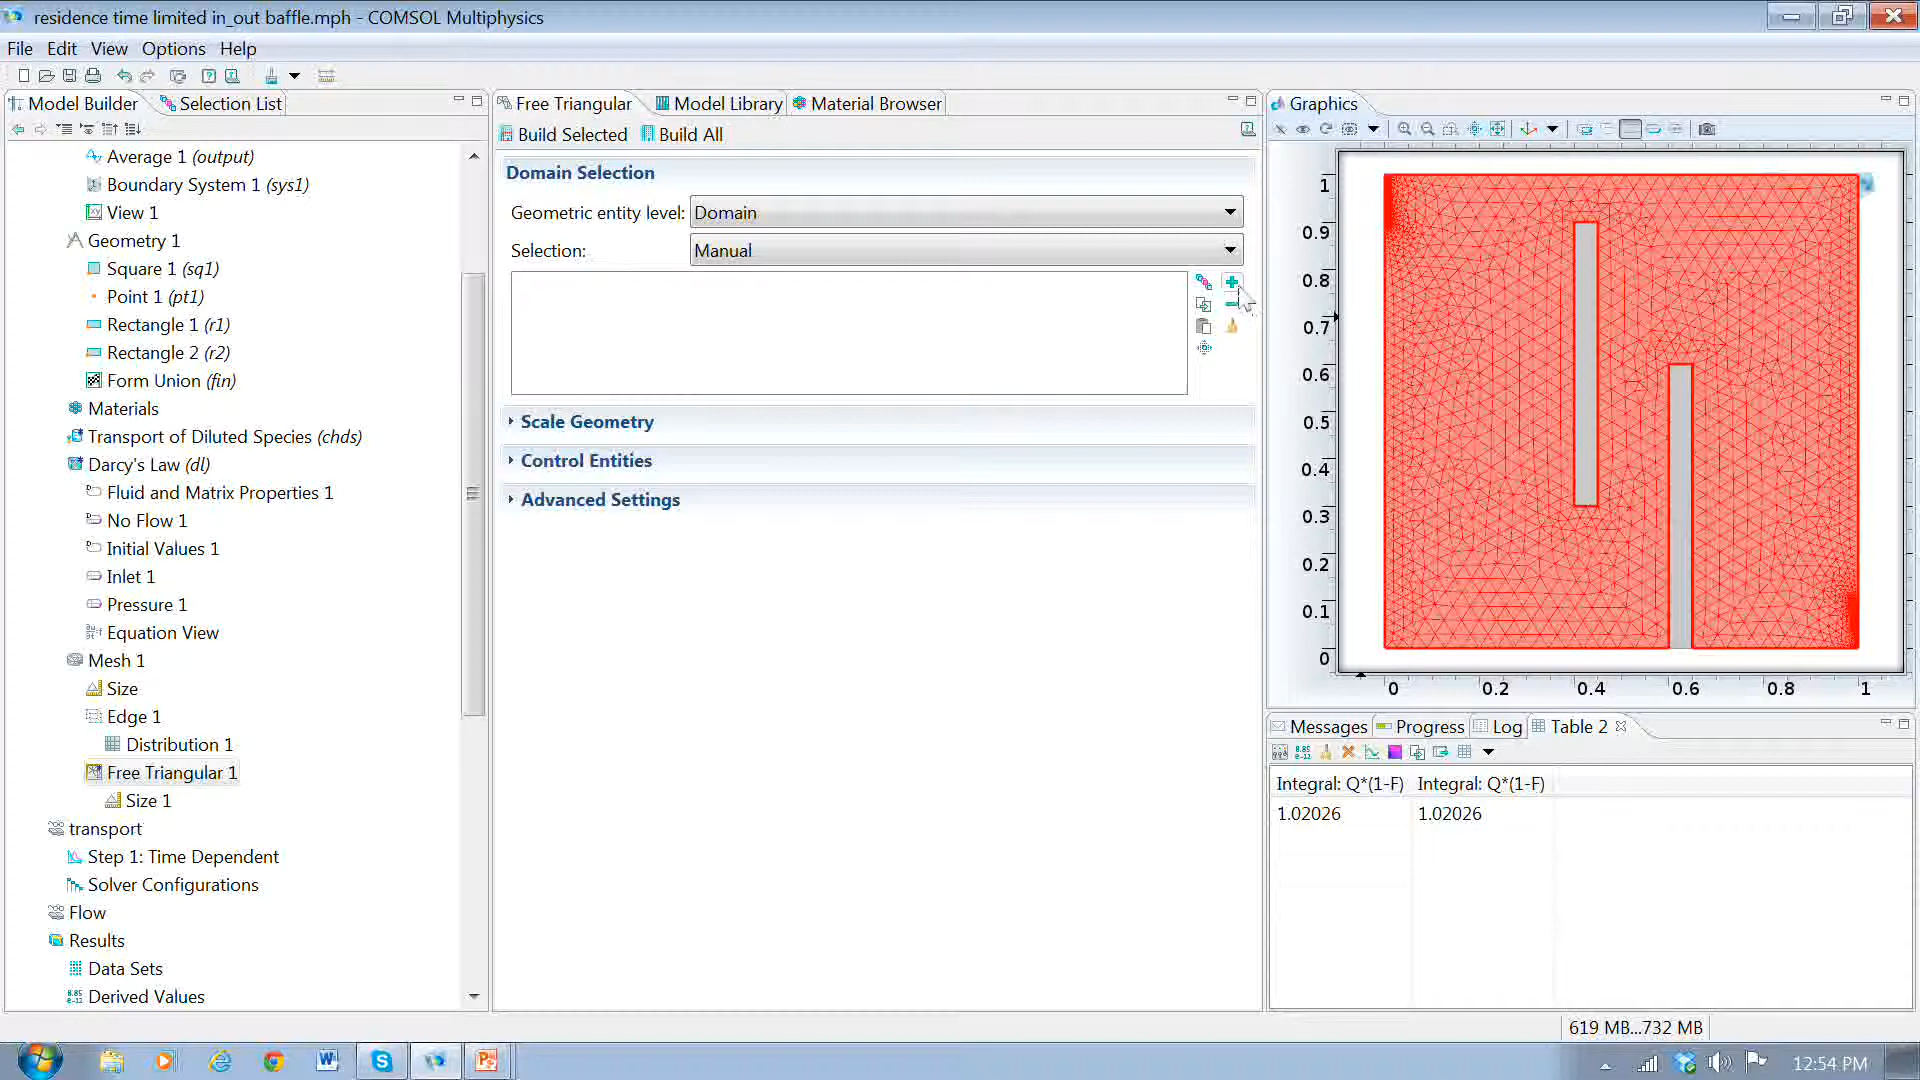 residence time limited in_out baffle.mph - COMSOL Multiphysics
File Edit View Options Help
Model Builder Selection List
Average 1 (output)
Boundary System 1 (sys1)
View 1
Geometry 1
Square 1 (sq1)
Point 1 (pt1)
Rectangle 1 (r1)
Rectangle 2 (r2)
Form Union (fin)
Materials
Transport of Diluted Species (chds)
Darcy's Law (dl)
Fluid and Matrix Properties 1
No Flow 1
Initial Values 1
Inlet 1
Pressure 1
Equation View
Mesh 1
Size
Edge 1
Distribution 1
Free Triangular 1
Size 1
transport
Step 1: Time Dependent
Solver Configurations
Flow
Results
Data Sets
Derived Values
Free Triangular Model Library Material Browser
Build Selected Build All
Domain Selection
Geometric entity level: Domain
Selection: Manual
Scale Geometry
Control Entities
Advanced Settings
Graphics
1
0.9
0.8
0.7
0.6
0.5
0.4
0.3
0.2
0.1
0
0 0.2 0.4 0.6 0.8 1
Messages Progress Log Table 2
Integral: Q*(1-F) Integral: Q*(1-F)
1.02026 1.02026
619 MB...732 MB
12:54 PM